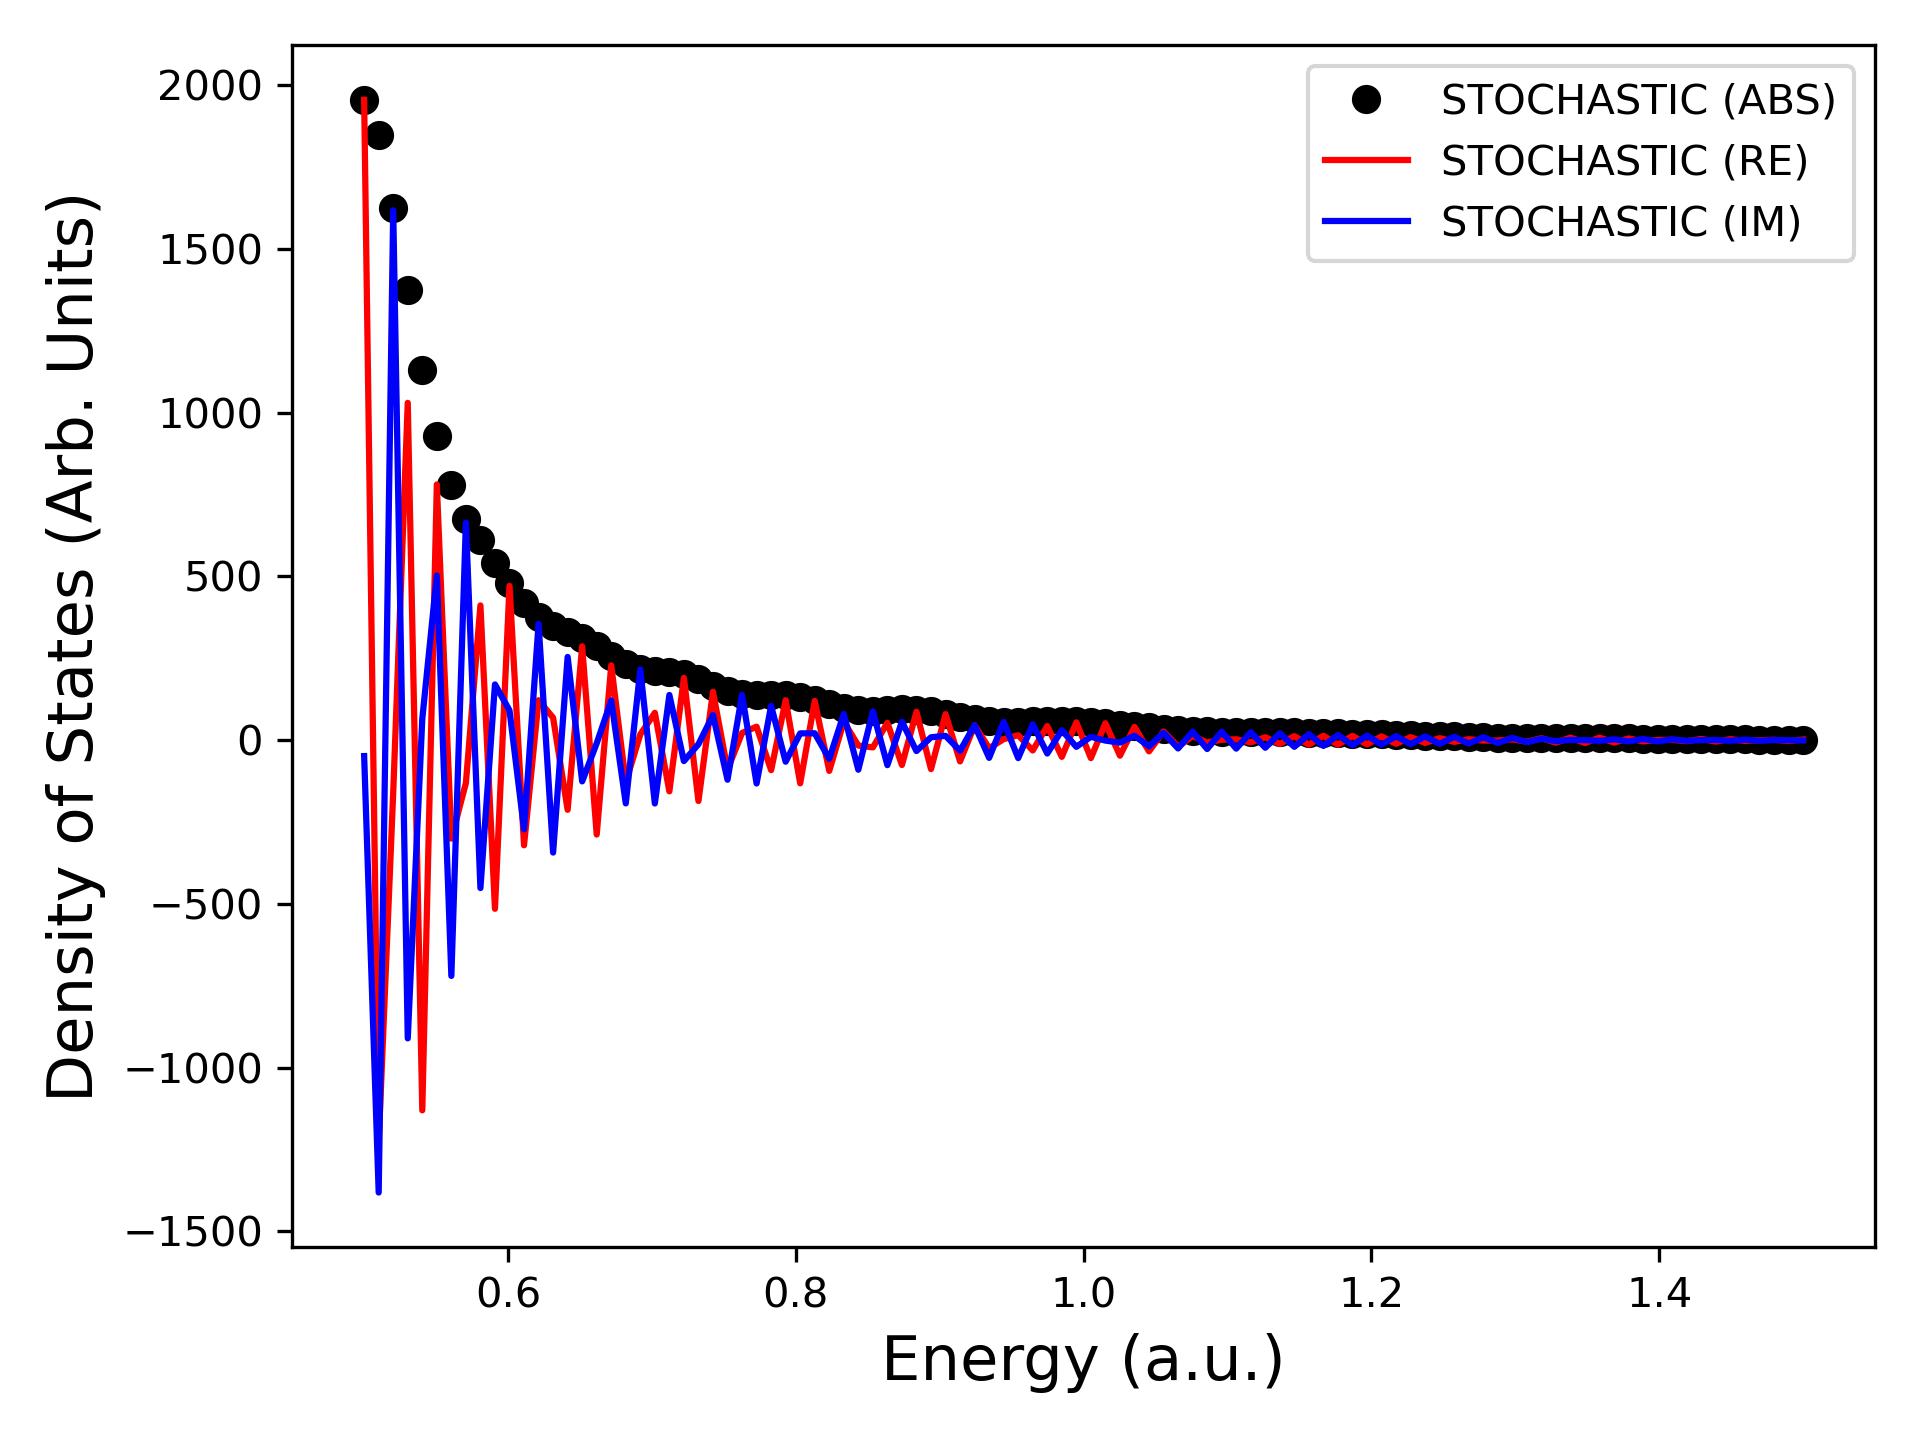 2000
1500
1000
500
0
−500
−1000
−1500
Density of States (Arb. Units)
STOCHASTIC (ABS)
STOCHASTIC (RE)
STOCHASTIC (IM)
0.6 0.8 1.0 1.2 1.4
Energy (a.u.)